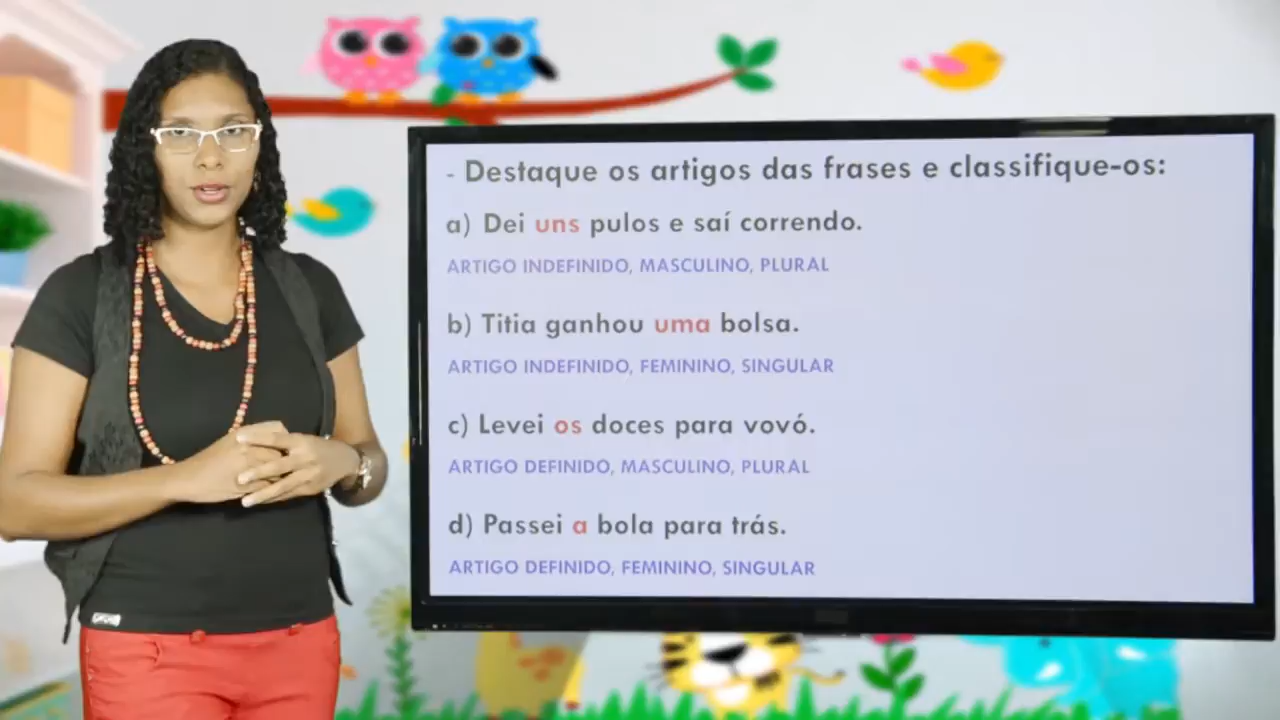 - Destaque os artigos das frases e classifique-os:
a) Dei uns pulos e saí correndo.
ARTIGO INDEFINIDO, MASCULINO, PLURAL
b) Titia ganhou uma bolsa.
ARTIGO INDEFINIDO, FEMININO, SINGULAR
c) Levei os doces para vovó.
ARTIGO DEFINIDO, MASCULINO, PLURAL
d) Passei a bola para trás.
ARTIGO DEFINIDO, FEMININO, SINGULAR